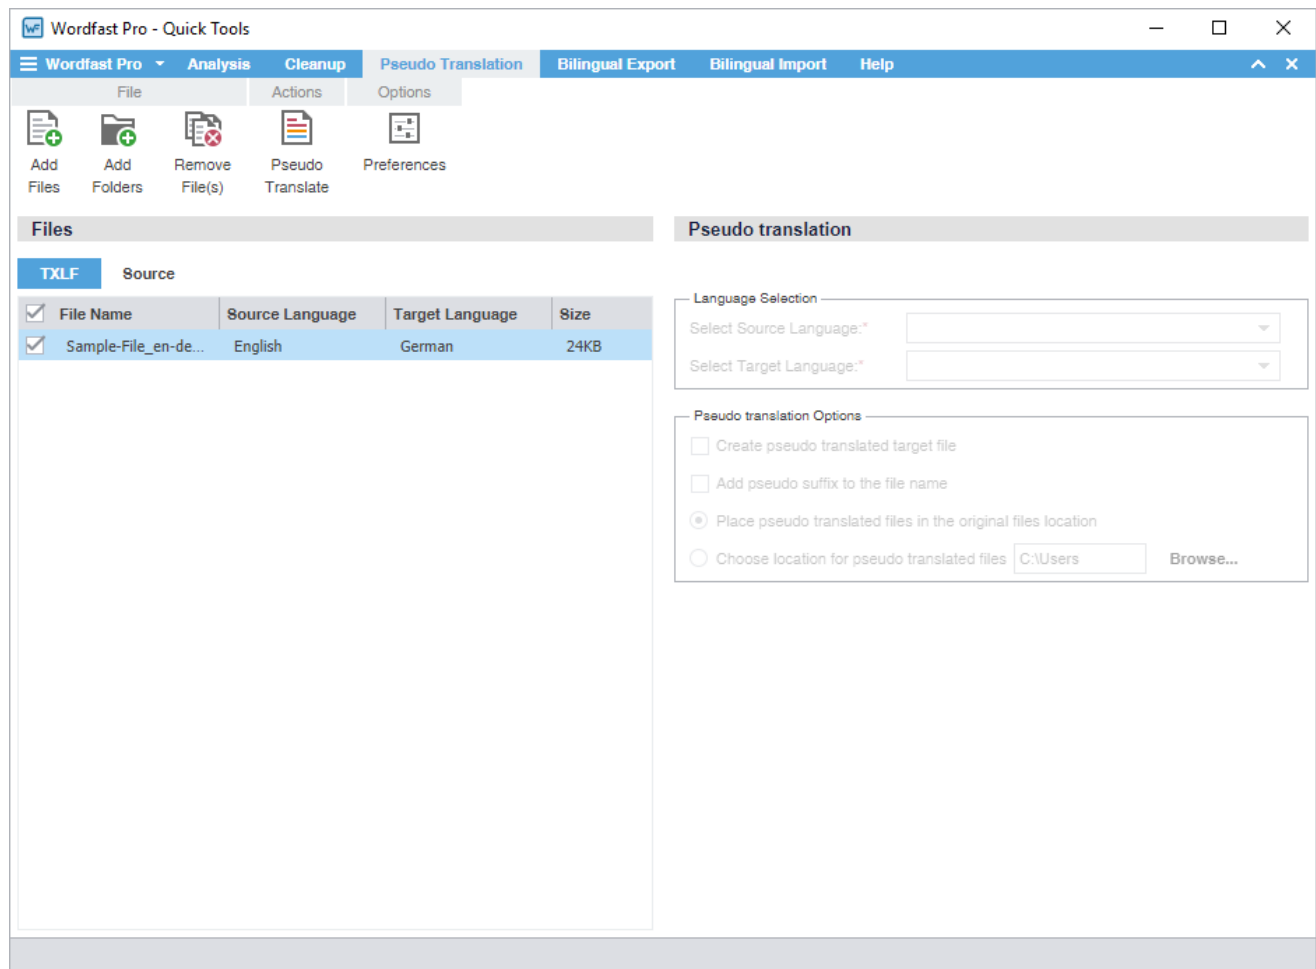 WF Wordfast Pro - Quick Tools
Wordfast Pro Analysis Cleanup Pseudo Translation Bilingual Export Bilingual Import Help
File Actions Options
Add Files Add Folders Remove File(s) Pseudo Translate Preferences
Files
TXLF Source
File Name Source Language Target Language Size
Sample-File_en-de... English German 24KB
Pseudo translation
Language Selection
Select Source Language:*
Select Target Language:*
Pseudo translation Options
Create pseudo translated target file
Add pseudo suffix to the file name
Place pseudo translated files in the original files location
Choose location for pseudo translated files C:\Users Browse...